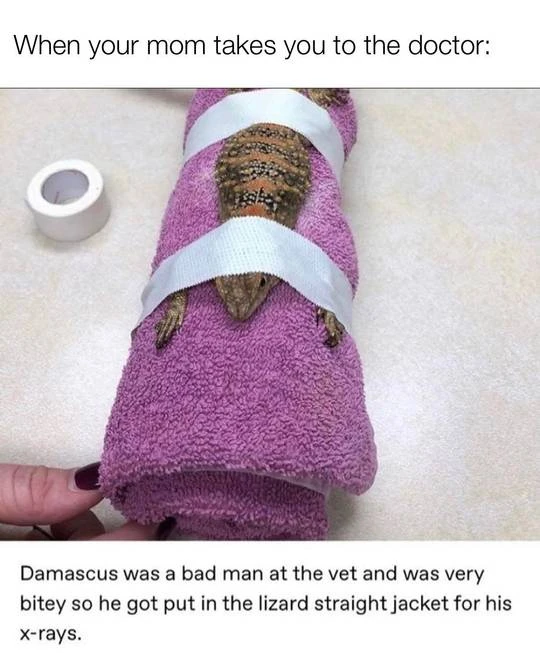 When your mom takes you to the doctor:
Damascus was a bad man at the vet and was very
bitey so he got put in the lizard straight jacket for his
x-rays.